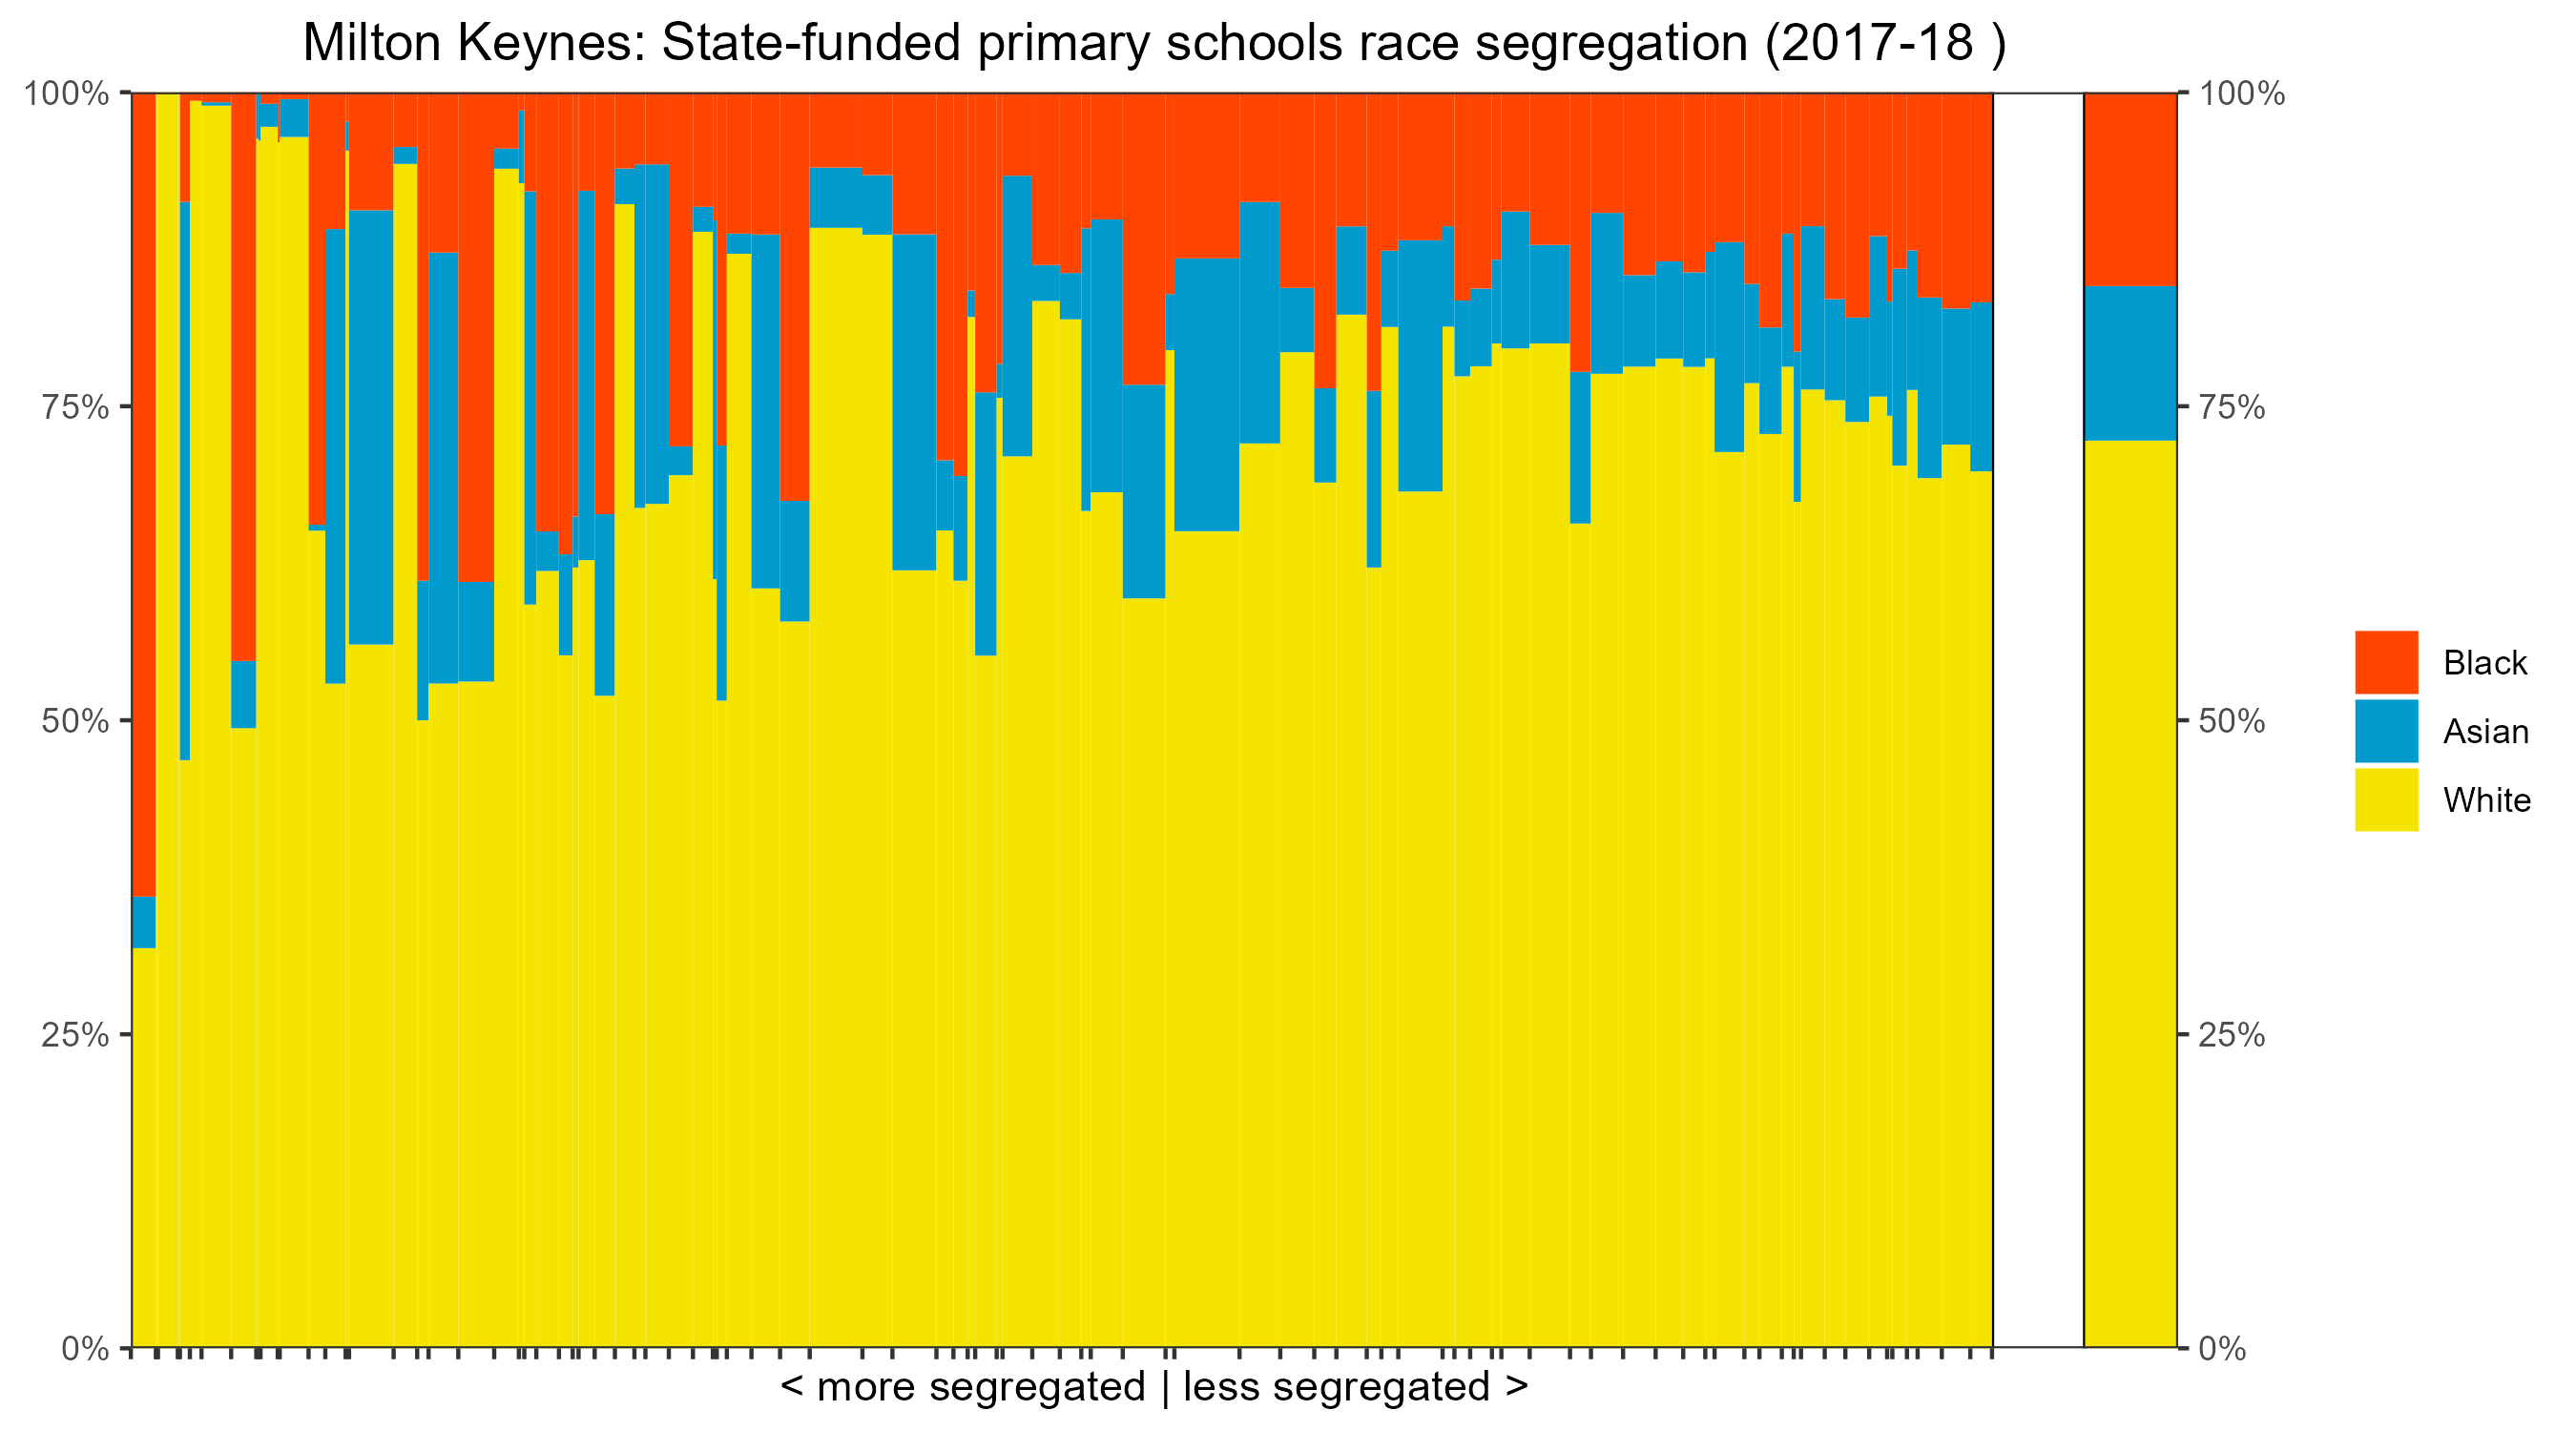 Milton Keynes: State-funded primary schools race segregation (2017-18 )
100%
75%
50%
25%
0%
100%
75%
50%
25%
0%
Black
Asian
White
< more segregated | less segregated >